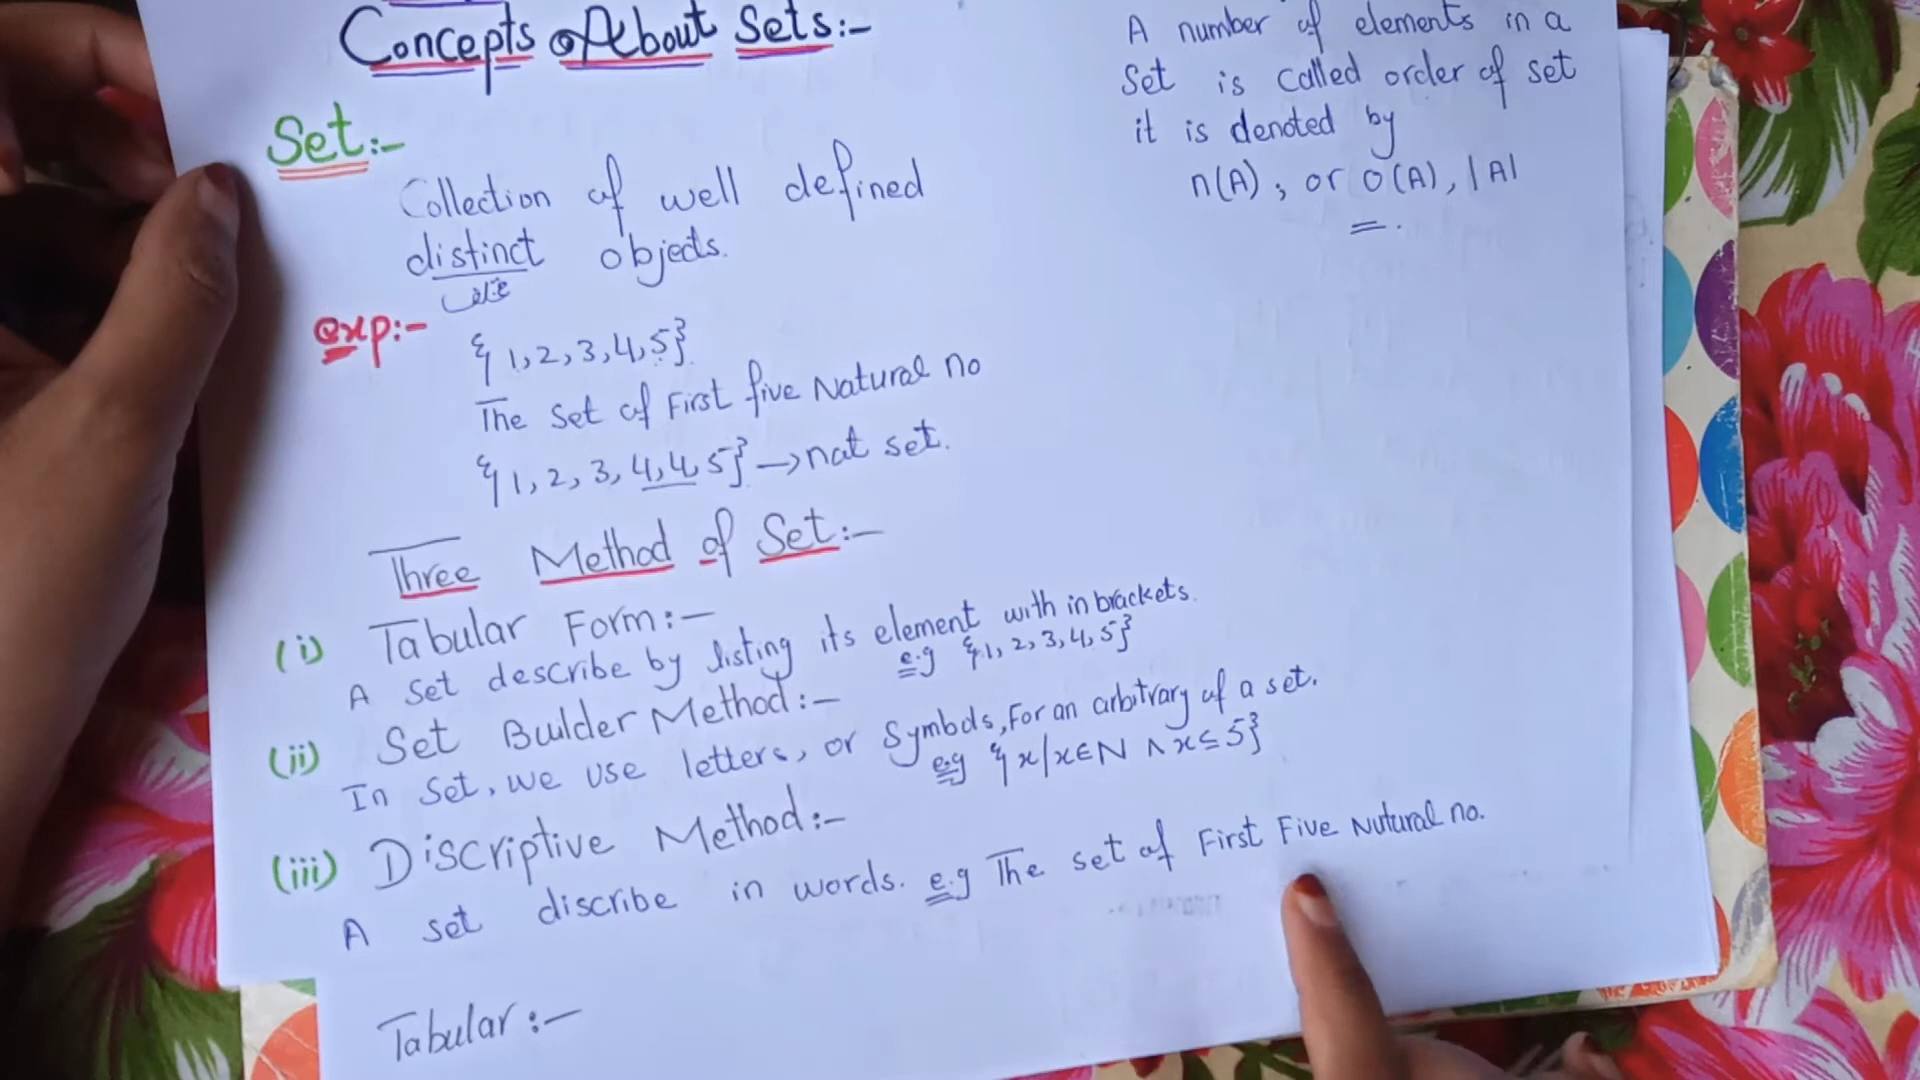 Concepts About Sets:-
Set:-
Collection of well defined
distinct objects.
exp:-
{1,2,3,4,5}
The set of First five Natural no
{1, 2, 3, 4,4 5} → not set.
Three Method of Set:-
(i) Tabular Form:-
A set describe by listing its element with in brackets.
e.g {1, 2, 3, 4, 5}
(ii) Set Builder Method:-
In set, we use letters, or symbols, For an arbitrary of a set.
e.g {x/x∈N ∧ x≤5}
(iii) Discriptive Method:-
A set discribe in words. e.g The set of First Five Nutural no.
Tabular:-
A number of elements in a
Set is called order of set
it is denoted by
n(A); or O(A), |A|